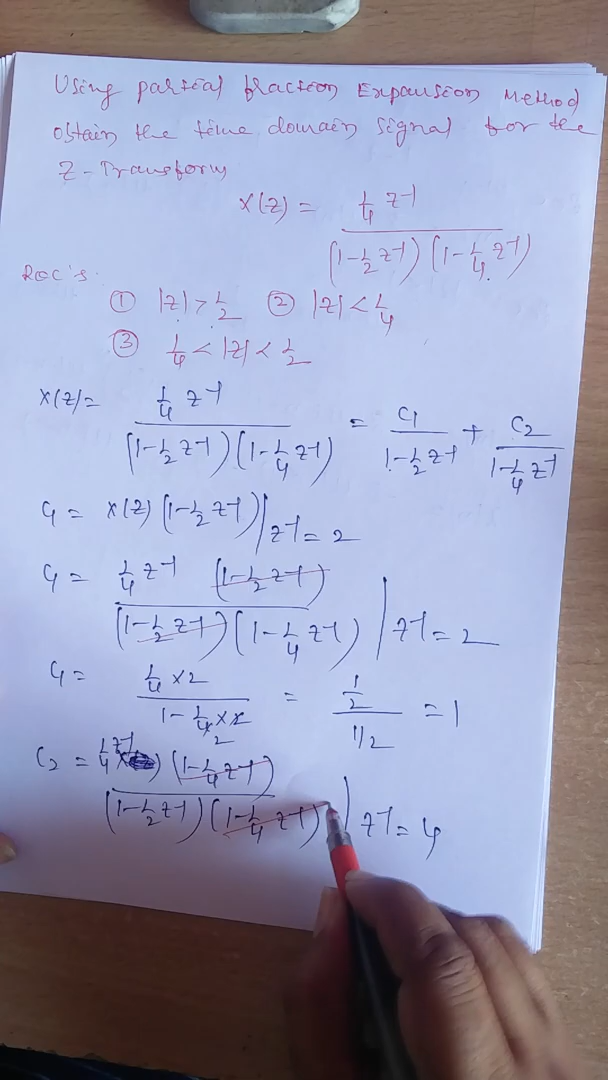 Using partial fraction Expansion Method
obtain the time domain signal for the
Z-Transform
X(Z) = 1/4 z⁻¹ / (1-1/2 z⁻¹) (1-1/4 z⁻¹)
ROC's
① |Z| > 1/2 ② |Z| < 1/4
③ 1/4 < |Z| < 1/2
X(Z) = 1/4 z⁻¹ / (1-1/2 z⁻¹) (1-1/4 z⁻¹) = C1 / 1-1/2 z⁻¹ + C2 / 1-1/4 z⁻¹
C1 = X(Z) (1-1/2 z⁻¹) | z⁻¹ = 2
C1 = 1/4 z⁻¹ (1-1/2 z⁻¹) / (1-1/2 z⁻¹) (1-1/4 z⁻¹) | z⁻¹ = 2
C1 = 1/4 × 2 / 1-1/4 × 2 = 1/2 / 1/2 = 1
C2 = 1/4 z⁻¹ (1-1/4 z⁻¹) / (1-1/2 z⁻¹) (1-1/4 z⁻¹) | z⁻¹ = 4